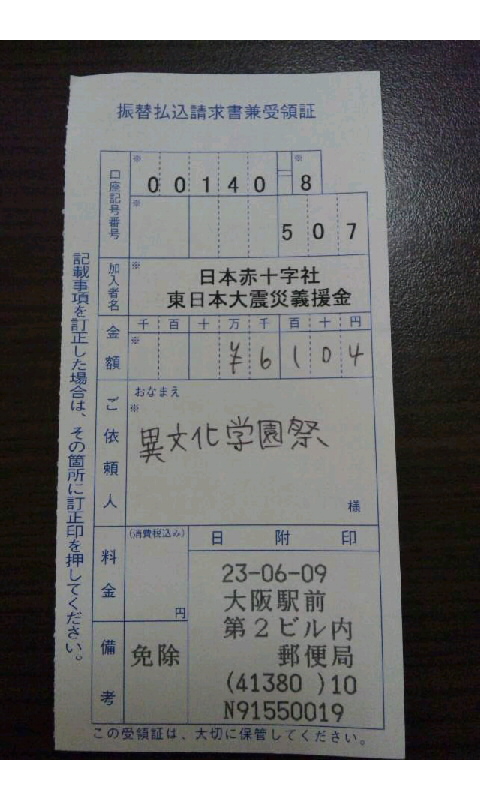 振替払込請求書兼受領証
口座記号番号
※ 00140-8 ※
※ 507
加入者名
※ 日本赤十字社
東日本大震災義援金
金額
千 百 十 万 千 百 十 円
※ ¥6104
ご依頼人
おなまえ
※
異文化学園祭
様
料金
(消費税込み)
円
日附印
23-06-09
大阪駅前
第2ビル内
郵便局
(41380 )10
N91550019
備考
免除
この受領証は、大切に保管してください。
記載事項を訂正した場合は、その箇所に訂正印を押してください。